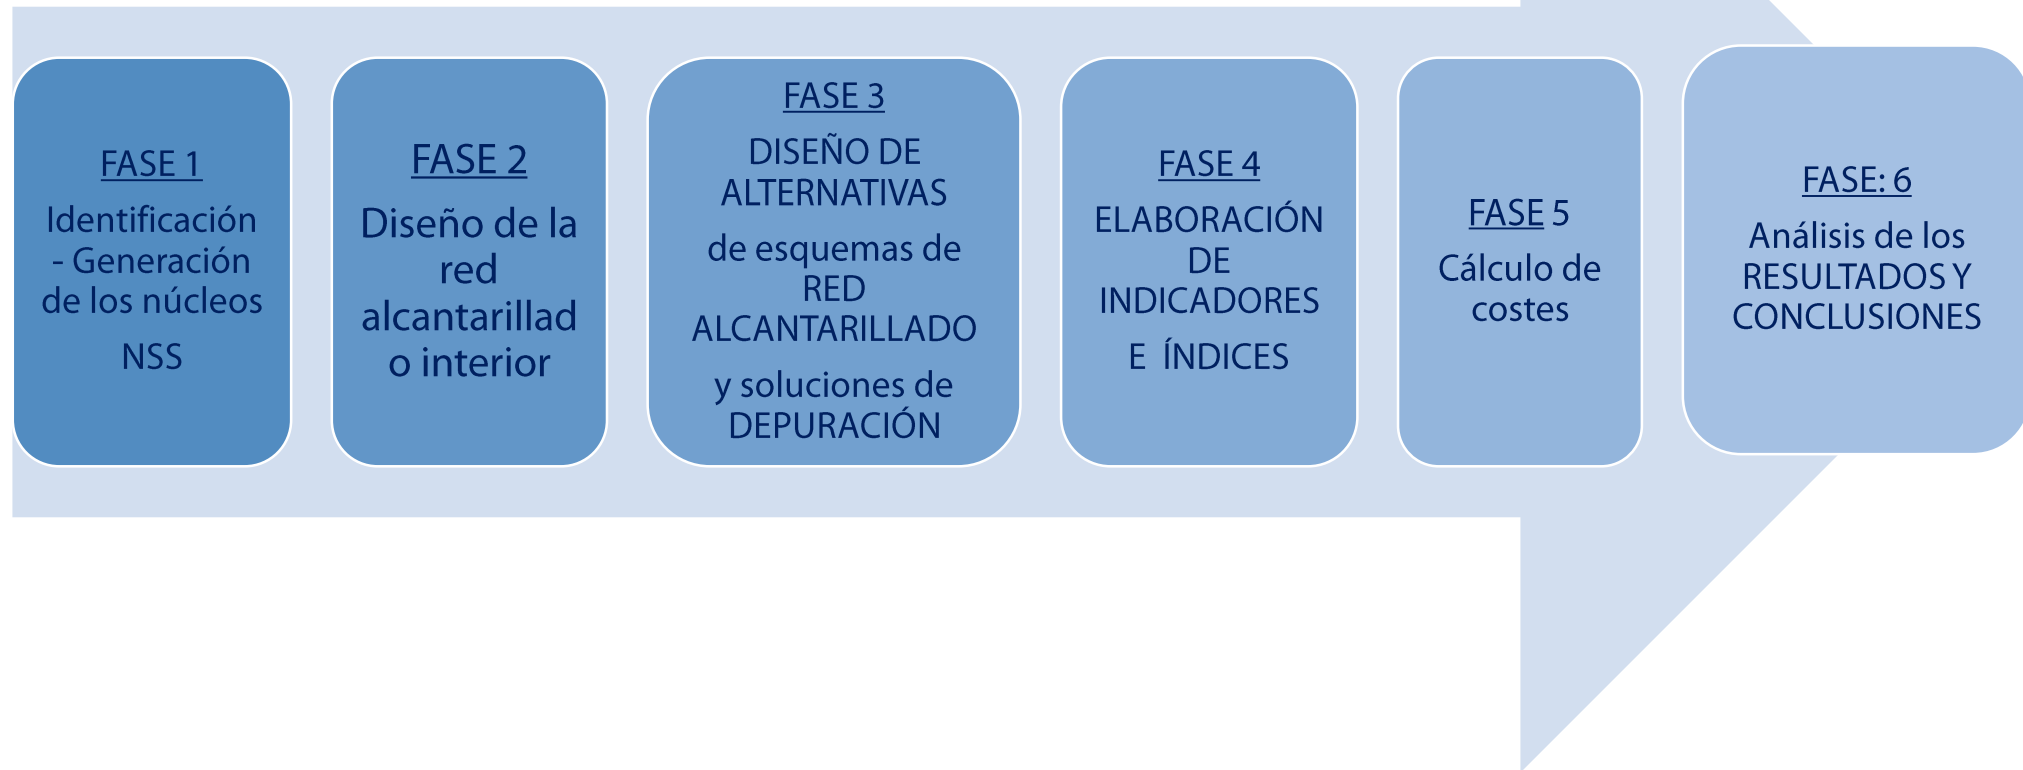 FASE 1
Identificación
- Generación
de los núcleos
NSS
FASE 2
Diseño de la
red
alcantarillad
o interior
FASE 3
DISEÑO DE
ALTERNATIVAS
de esquemas de
RED
ALCANTARILLADO
y soluciones de
DEPURACIÓN
FASE 4
ELABORACIÓN
DE
INDICADORES
E ÍNDICES
FASE 5
Cálculo de
costes
FASE: 6
Análisis de los
RESULTADOS Y
CONCLUSIONES